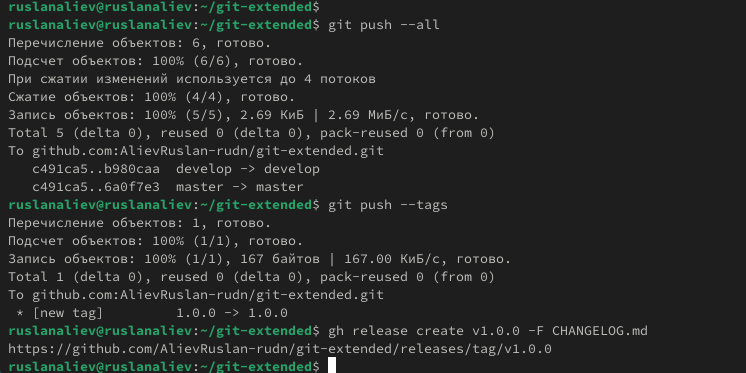 ruslanaliev@ruslanaliev:~/git-extended$
ruslanaliev@ruslanaliev:~/git-extended$ git push --all
Перечисление объектов: 6, готово.
Подсчет объектов: 100% (6/6), готово.
При сжатии изменений используется до 4 потоков
Сжатие объектов: 100% (4/4), готово.
Запись объектов: 100% (5/5), 2.69 КиБ | 2.69 МиБ/с, готово.
Total 5 (delta 0), reused 0 (delta 0), pack-reused 0 (from 0)
To github.com:AlievRuslan-rudn/git-extended.git
   c491ca5..b980caa  develop -> develop
   c491ca5..6a0f7e3  master -> master
ruslanaliev@ruslanaliev:~/git-extended$ git push --tags
Перечисление объектов: 1, готово.
Подсчет объектов: 100% (1/1), готово.
Запись объектов: 100% (1/1), 167 байтов | 167.00 КиБ/с, готово.
Total 1 (delta 0), reused 0 (delta 0), pack-reused 0 (from 0)
To github.com:AlievRuslan-rudn/git-extended.git
 * [new tag]         1.0.0 -> 1.0.0
ruslanaliev@ruslanaliev:~/git-extended$ gh release create v1.0.0 -F CHANGELOG.md
https://github.com/AlievRuslan-rudn/git-extended/releases/tag/v1.0.0
ruslanaliev@ruslanaliev:~/git-extended$